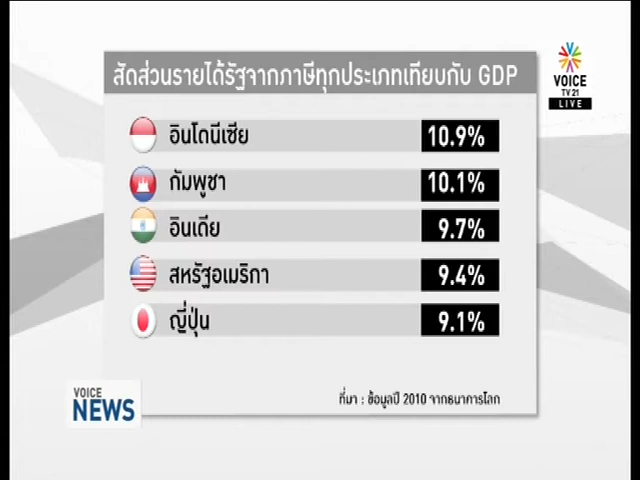 สัดส่วนรายได้รัฐจากภาษีทุกประเภทเทียบกับ GDP
VOICE
TV 21
LIVE
อินโดนีเซีย 10.9%
กัมพูชา 10.1%
อินเดีย 9.7%
สหรัฐอเมริกา 9.4%
ญี่ปุ่น 9.1%
ที่มา : ข้อมูลปี 2010 จากธนาคารโลก
VOICE
NEWS